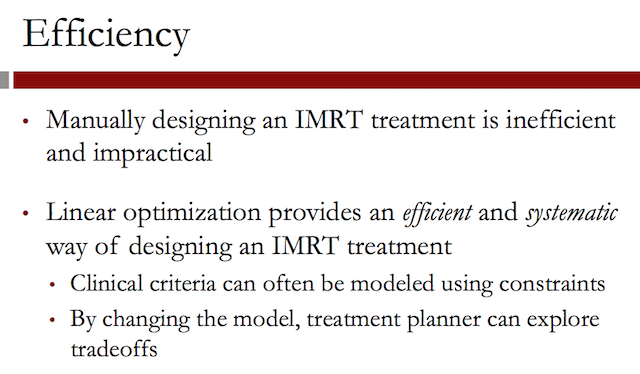 Efficiency
• Manually designing an IMRT treatment is inefficient
and impractical
• Linear optimization provides an efficient and systematic
way of designing an IMRT treatment
• Clinical criteria can often be modeled using constraints
• By changing the model, treatment planner can explore
tradeoffs